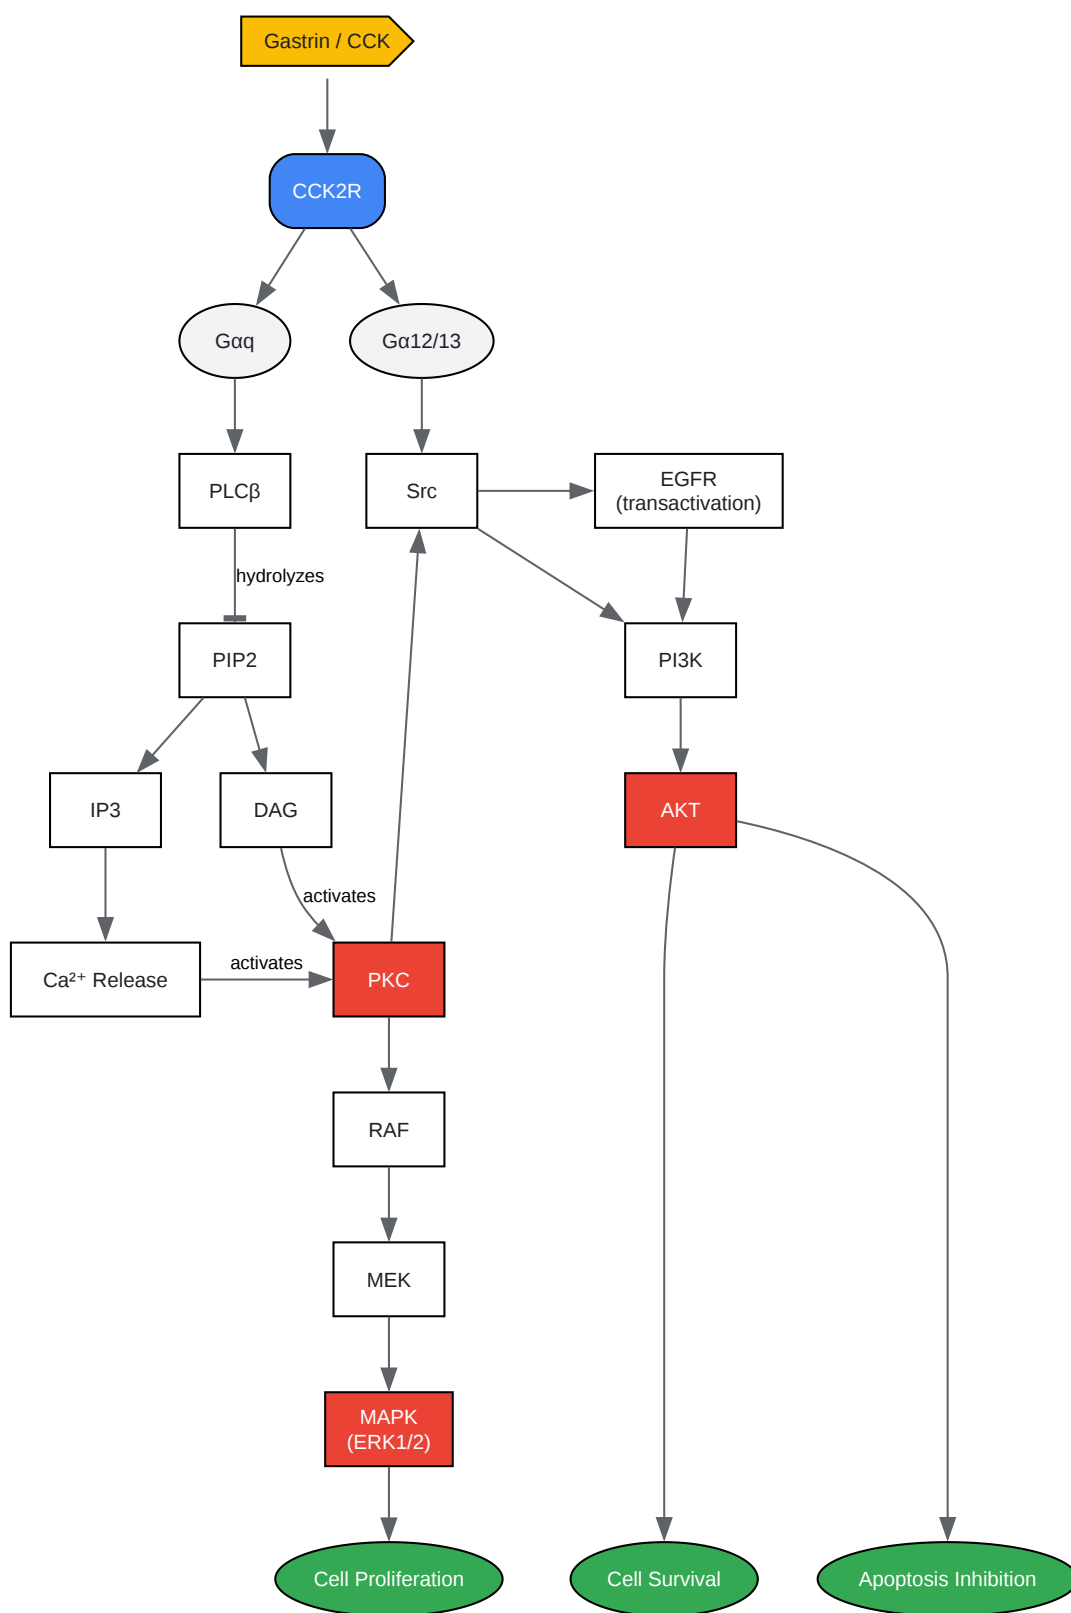 Gastrin / CCK
CCK2R
Gαq
Gα12/13
PLCβ
Src
EGFR
(transactivation)
hydrolyzes
PIP2
PI3K
IP3
DAG
AKT
activates
Ca²⁺ Release
activates
PKC
RAF
MEK
MAPK
(ERK1/2)
Cell Proliferation
Cell Survival
Apoptosis Inhibition